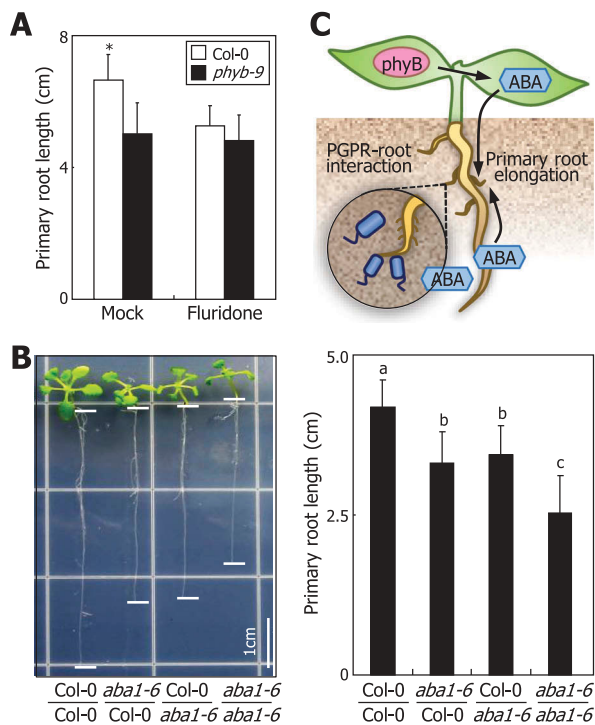 A
8
4
0
Primary root length (cm)
*
Col-0
phyb-9
Mock
Fluridone
C
phyB
ABA
PGPR-root
interaction
Primary root
elongation
ABA
ABA
B
1cm
Col-0
Col-0
aba1-6
Col-0
Col-0
aba1-6
aba1-6
aba1-6
5.0
2.5
0
Primary root length (cm)
a
b
b
c
Col-0
Col-0
aba1-6
Col-0
Col-0
aba1-6
aba1-6
aba1-6